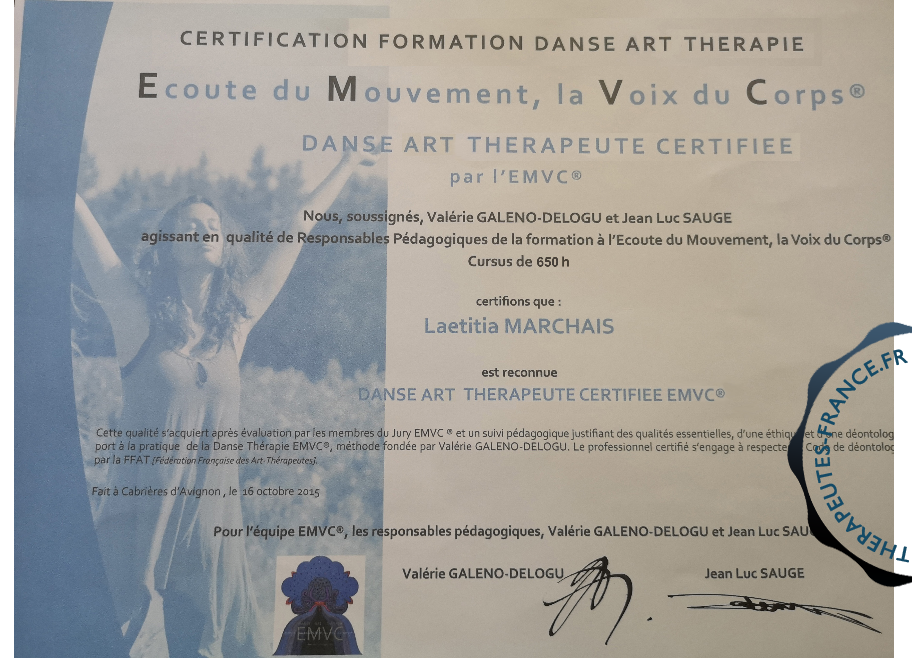 CERTIFICATION FORMATION DANSE ART THERAPIE
Ecoute du Mouvement, la Voix du Corps®
DANSE ART THERAPEUTE CERTIFIEE
par l'EMVC®
Nous, soussignés, Valérie GALENO-DELOGU et Jean Luc SAUGE
agissant en qualité de Responsables Pédagogiques de la formation à l'Ecoute du Mouvement, la Voix du Corps®
Cursus de 650 h
certifions que :
Laetitia MARCHAIS
est reconnue
DANSE ART THERAPEUTE CERTIFIEE EMVC®
Cette qualité s'acquiert après évaluation par les membres du Jury EMVC ® et un suivi pédagogique justifiant des qualités essentielles, d'une éthiq et d'une déontolog
port à la pratique de la Danse Thérapie EMVC®, méthode fondée par Valérie GALENO-DELOGU. Le professionnel certifié s'engage à respecte de déontolog
par la FFAT [Fédération Française des Art-Thérapeutes].
Fait à Cabrières d'Avignon , le 16 octobre 2015
Pour l'équipe EMVC®, les responsables pédagogiques, Valérie GALENO-DELOGU et Jean Luc SAU
Valérie GALENO-DELOGU
Jean Luc SAUGE
EMVC
THERAPEUTES-FRANCE.FR